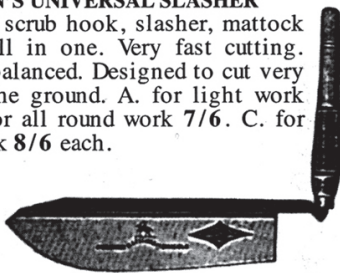 N'S UNIVERSAL SLASHER
scrub hook, slasher, mattock
ll in one. Very fast cutting.
alanced. Designed to cut very
ne ground. A. for light work
or all round work 7/6. C. for
k 8/6 each.